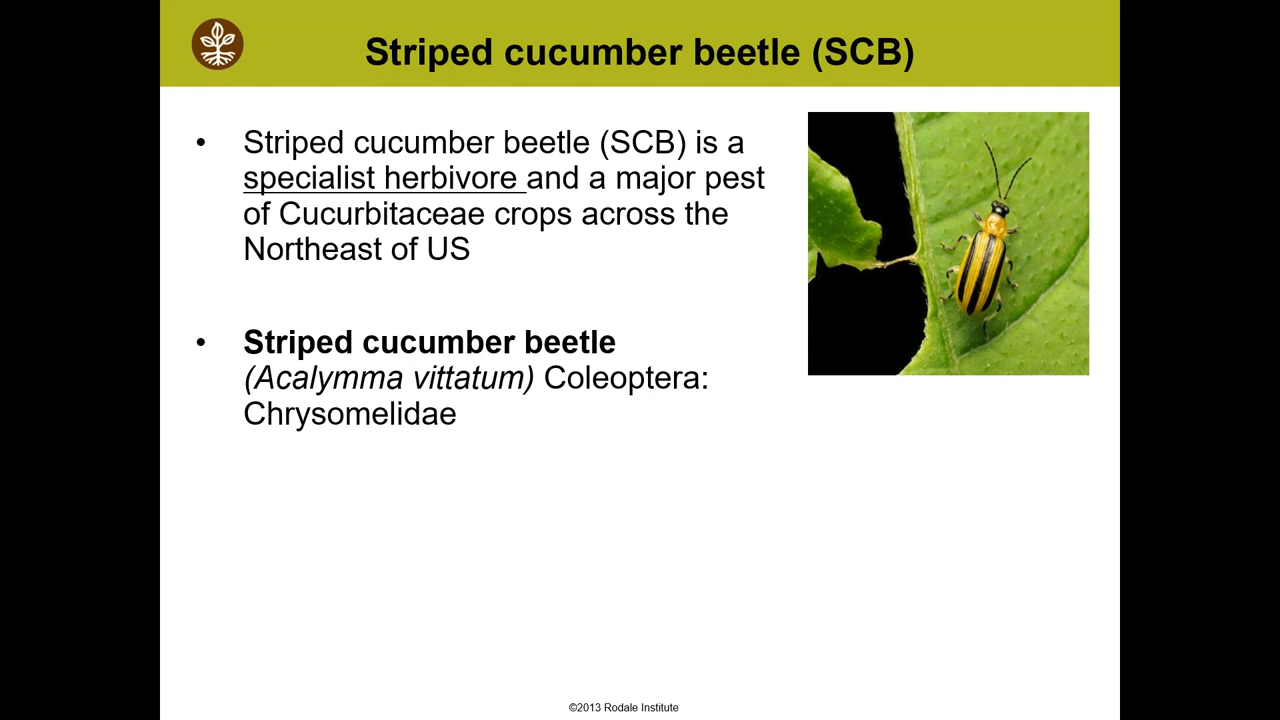 Striped cucumber beetle (SCB)
• Striped cucumber beetle (SCB) is a
specialist herbivore and a major pest
of Cucurbitaceae crops across the
Northeast of US
• Striped cucumber beetle
(Acalymma vittatum) Coleoptera:
Chrysomelidae
©2013 Rodale Institute